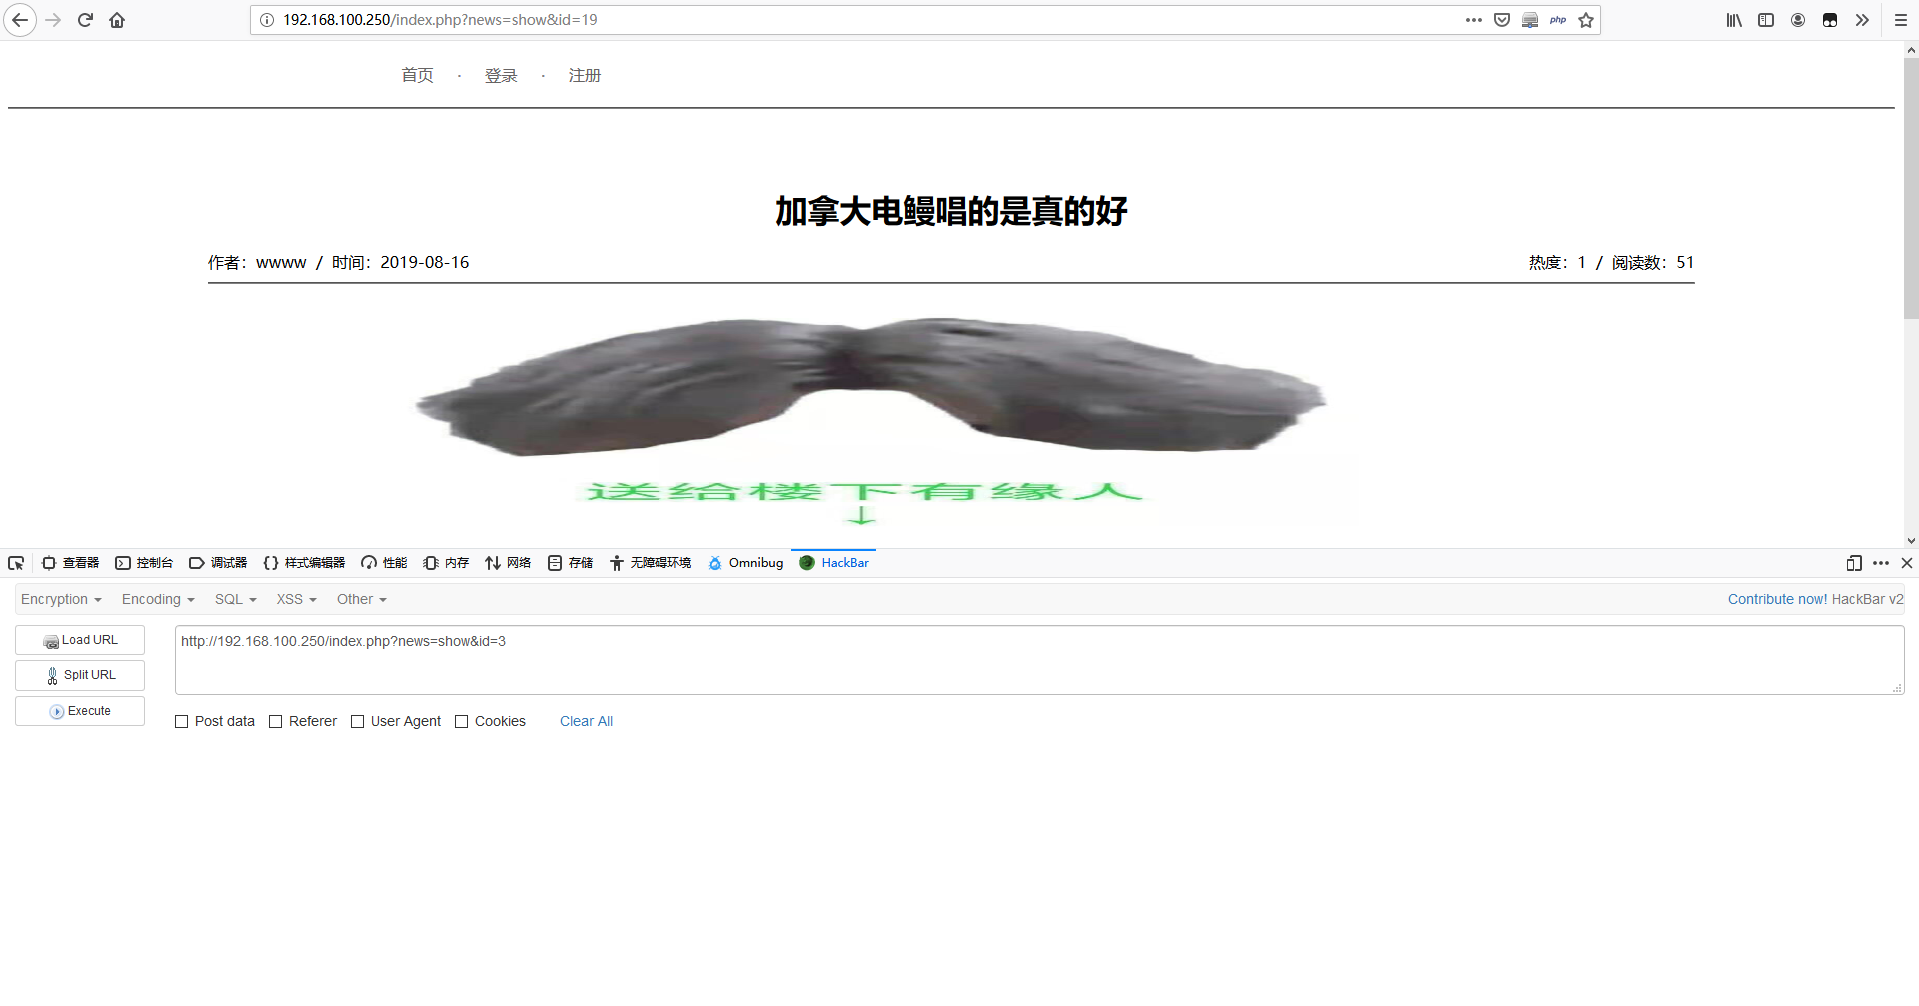 192.168.100.250/index.php?news=show&id=19
php
首页 · 登录 · 注册
加拿大电鳗唱的是真的好
作者：wwww / 时间：2019-08-16 热度：1 / 阅读数：51
送给楼下有缘人
↓
查看器 控制台 调试器 样式编辑器 性能 内存 网络 存储 无障碍环境 Omnibug HackBar
Encryption Encoding SQL XSS Other Contribute now! HackBar v2
Load URL http://192.168.100.250/index.php?news=show&id=3
Split URL
Execute
Post data Referer User Agent Cookies Clear All